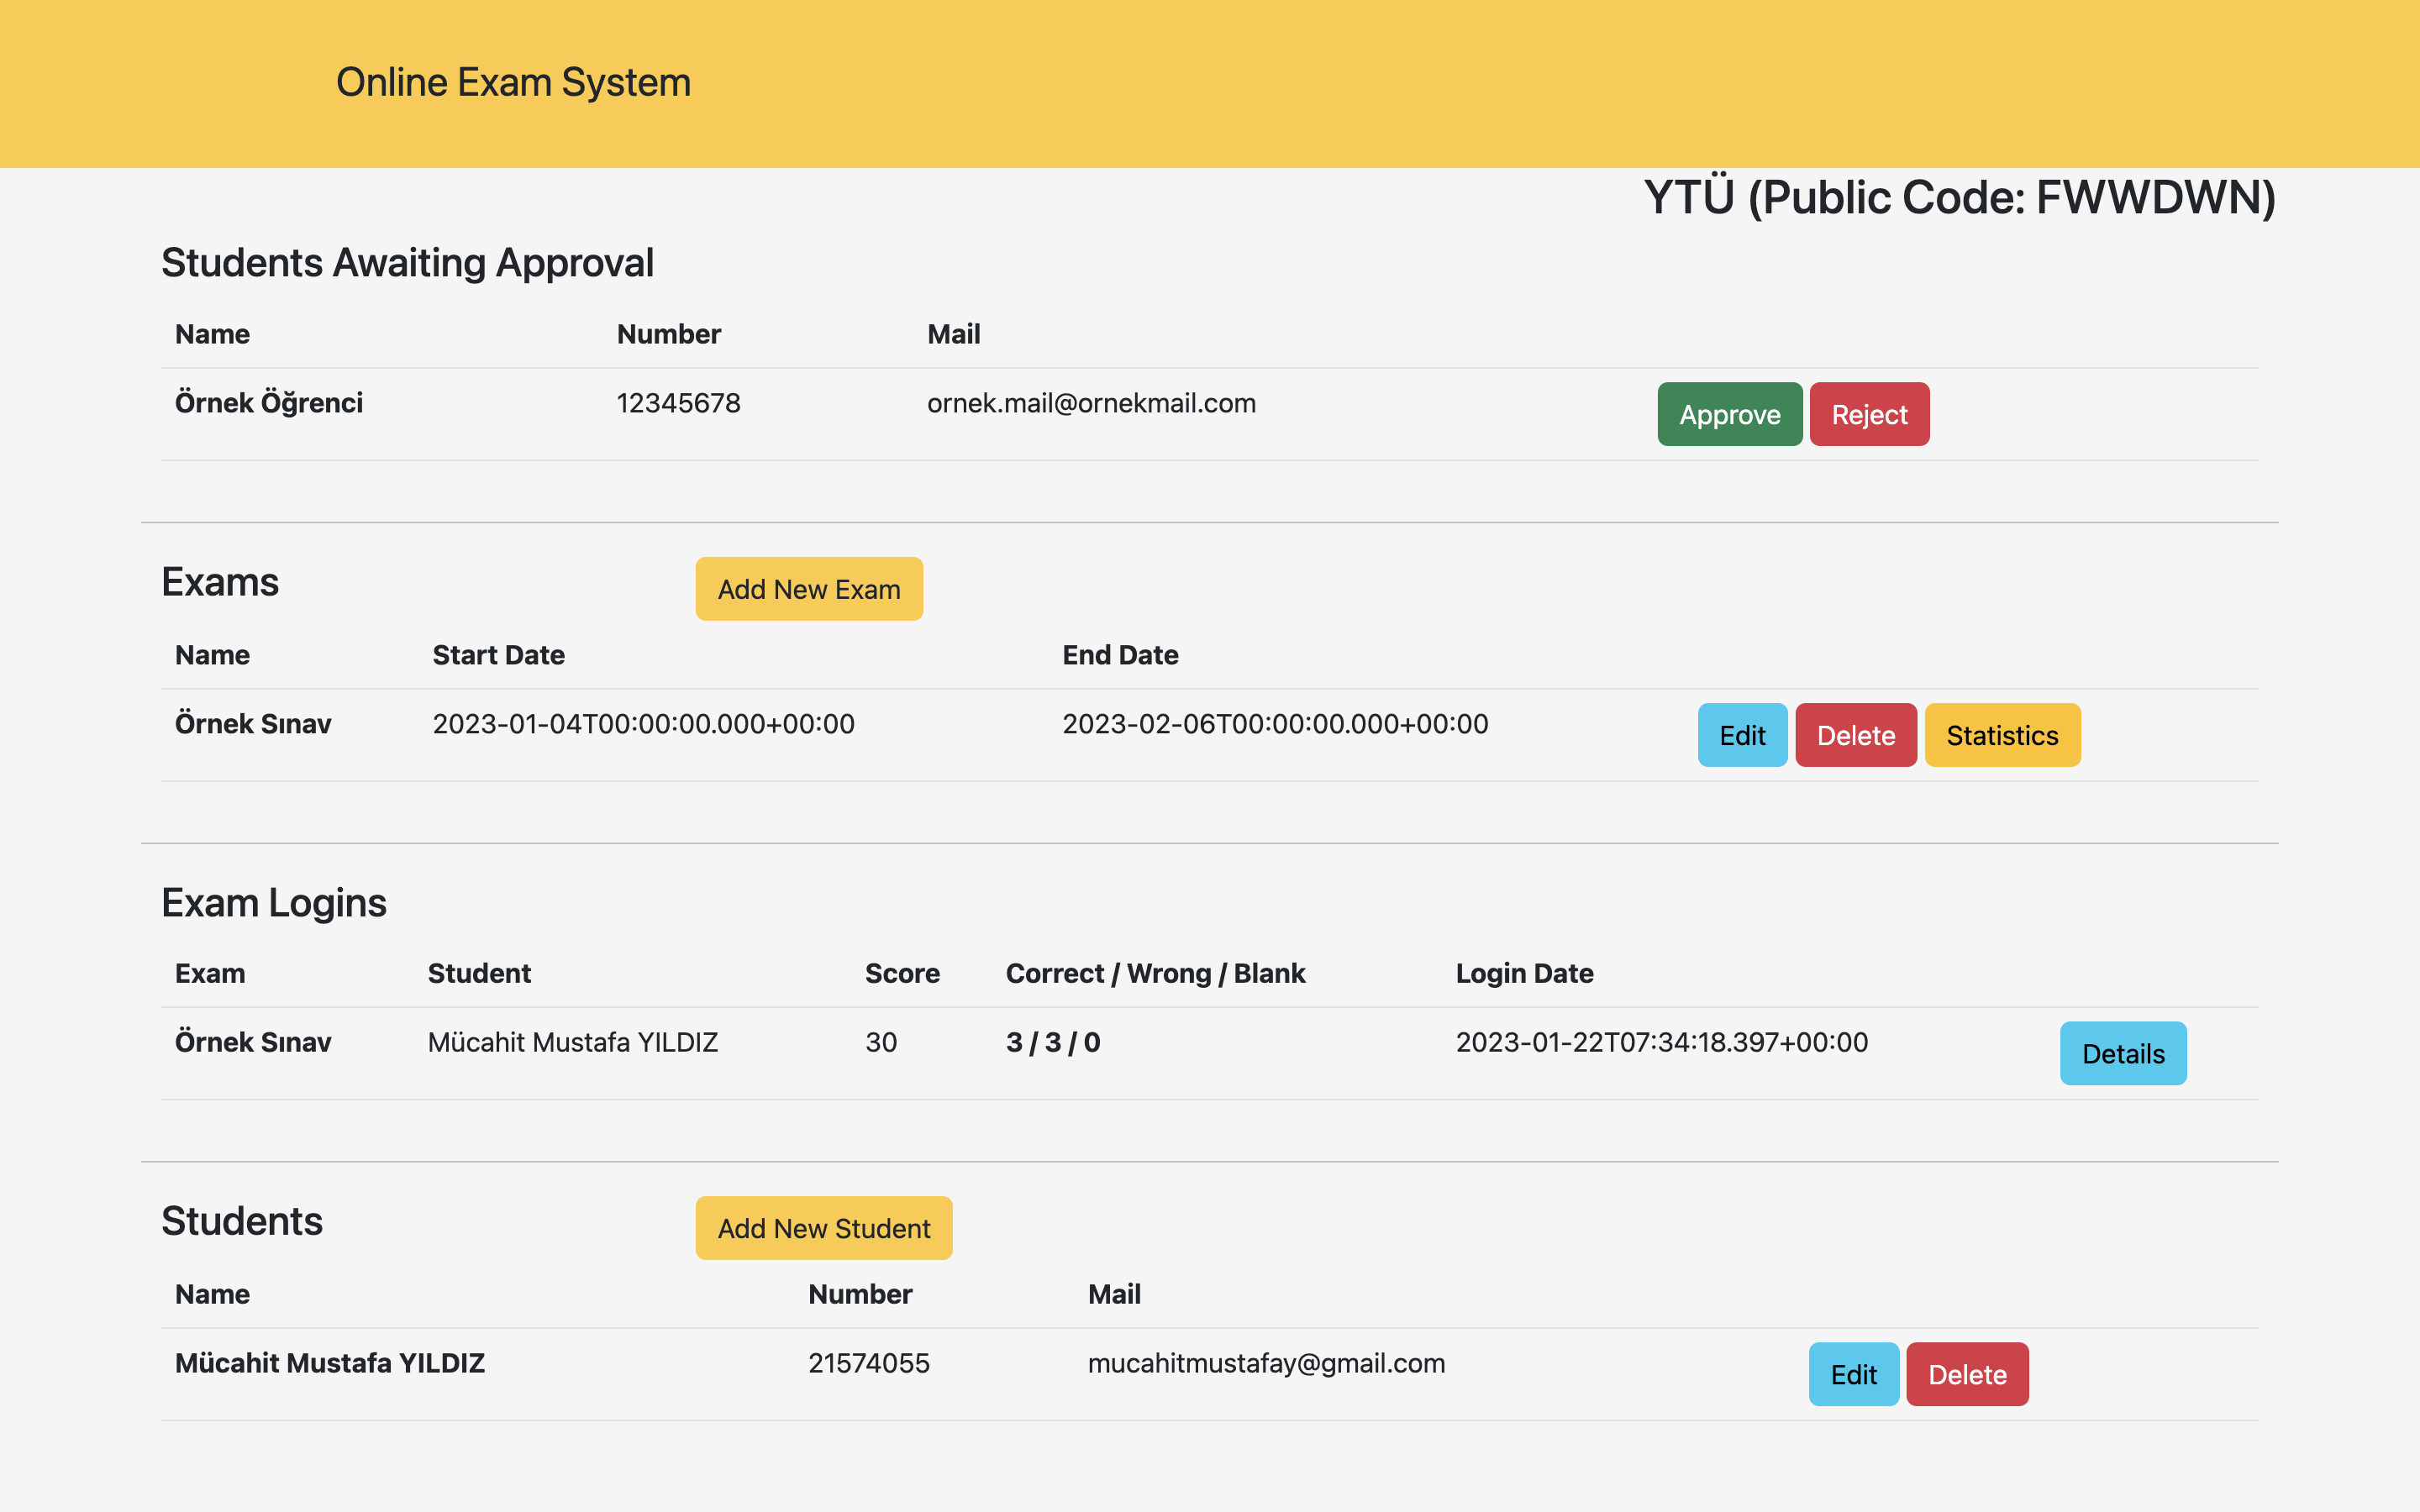 Online Exam System
YTÜ (Public Code: FWWDWN)
Students Awaiting Approval
Name Number Mail
Örnek Öğrenci 12345678 ornek.mail@ornekmail.com Approve Reject
Exams Add New Exam
Name Start Date End Date
Örnek Sınav 2023-01-04T00:00:00.000+00:00 2023-02-06T00:00:00.000+00:00 Edit Delete Statistics
Exam Logins
Exam Student Score Correct / Wrong / Blank Login Date
Örnek Sınav Mücahit Mustafa YILDIZ 30 3 / 3 / 0 2023-01-22T07:34:18.397+00:00 Details
Students Add New Student
Name Number Mail
Mücahit Mustafa YILDIZ 21574055 mucahitmustafay@gmail.com Edit Delete